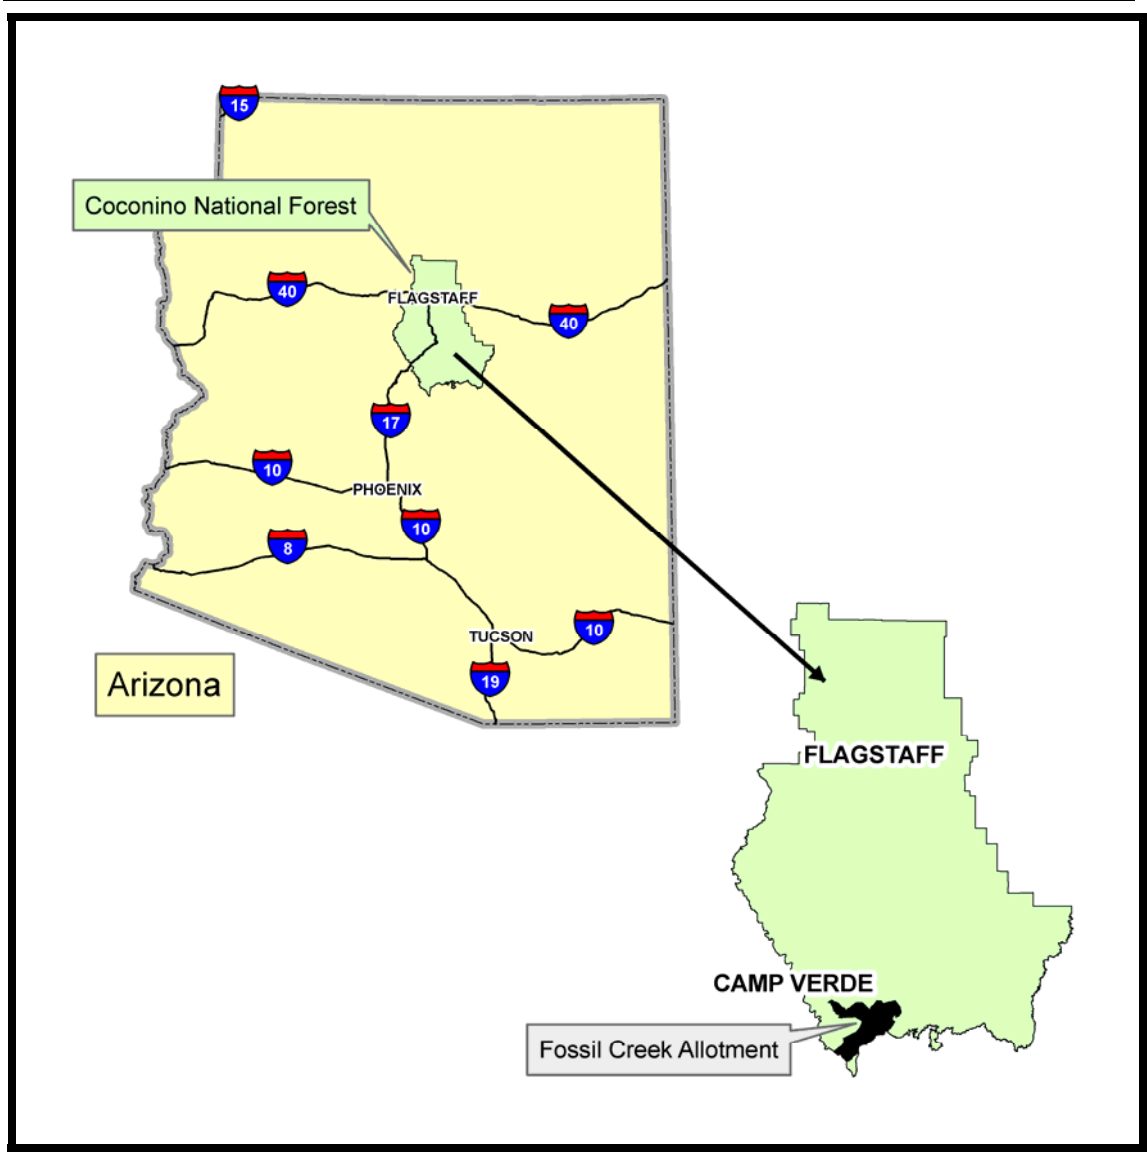 15
Coconino National Forest
40
FLAGSTAFF
40
17
10
PHOENIX
10
8
10
TUCSON
19
Arizona
FLAGSTAFF
CAMP VERDE
Fossil Creek Allotment